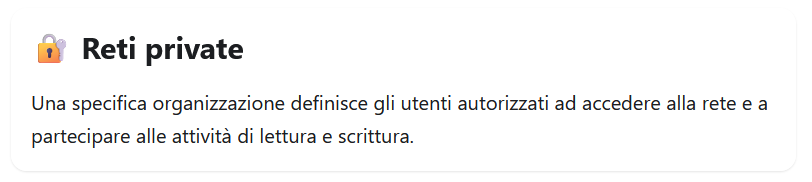 Reti private
Una specifica organizzazione definisce gli utenti autorizzati ad accedere alla rete e a
partecipare alle attività di lettura e scrittura.